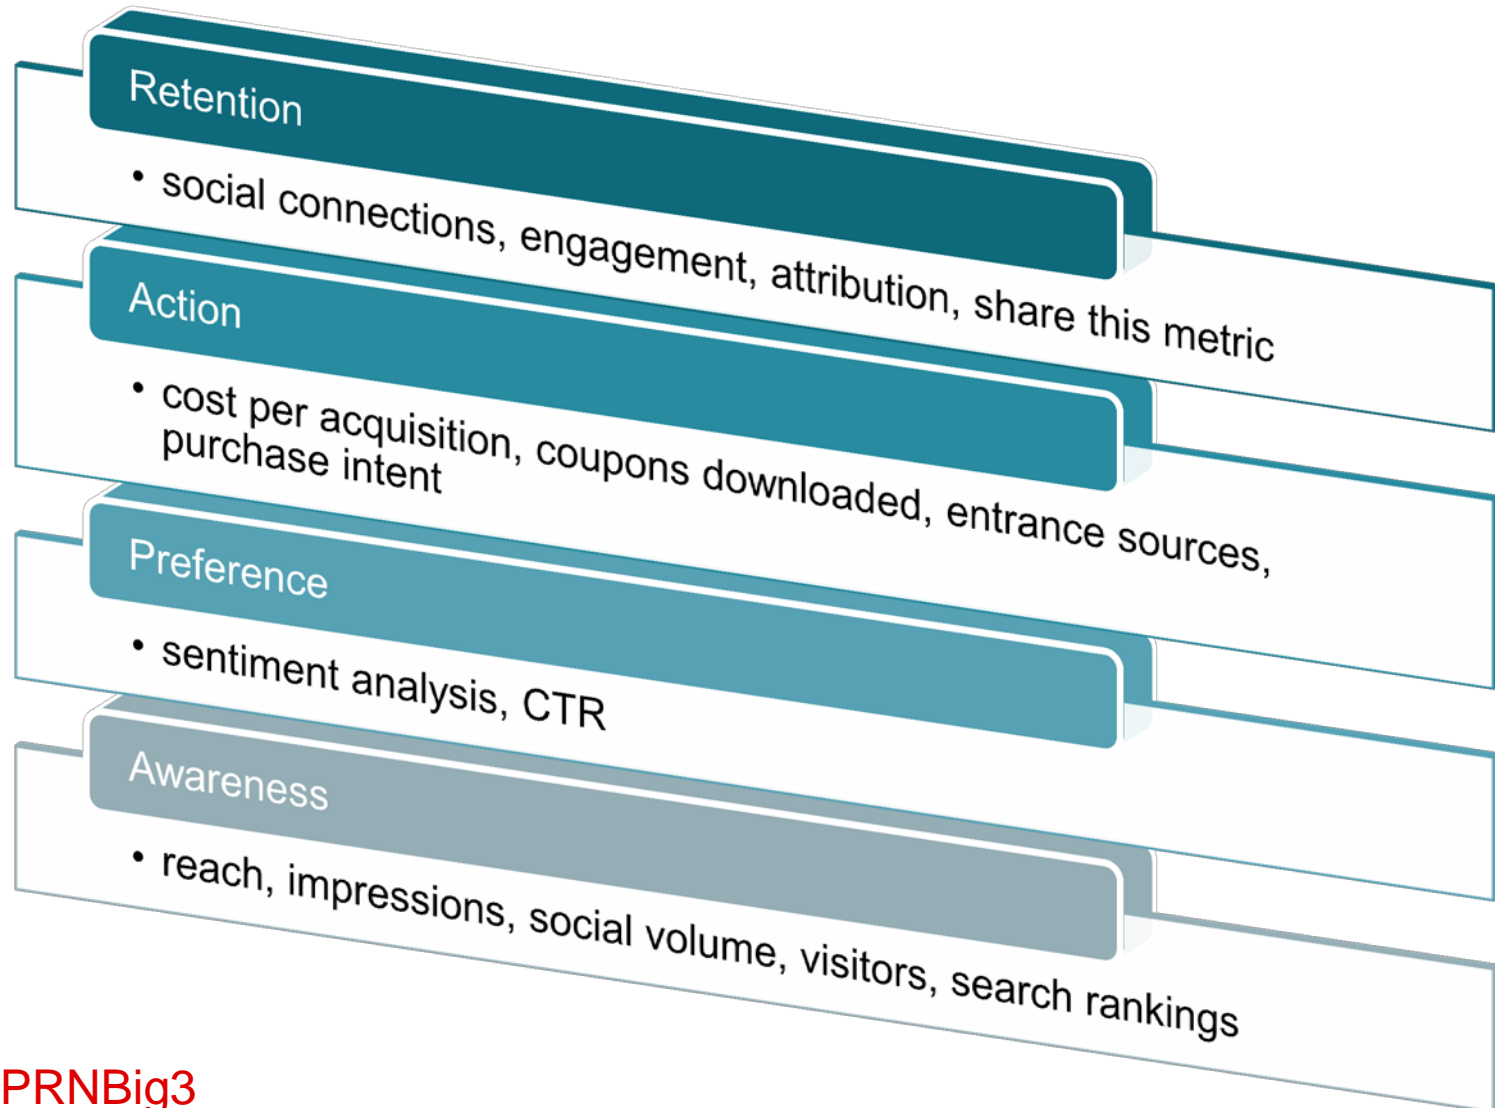 Retention
• social connections, engagement, attribution, share this metric
Action
• cost per acquisition, coupons downloaded, entrance sources,
purchase intent
Preference
• sentiment analysis, CTR
Awareness
• reach, impressions, social volume, visitors, search rankings
PRNBig3